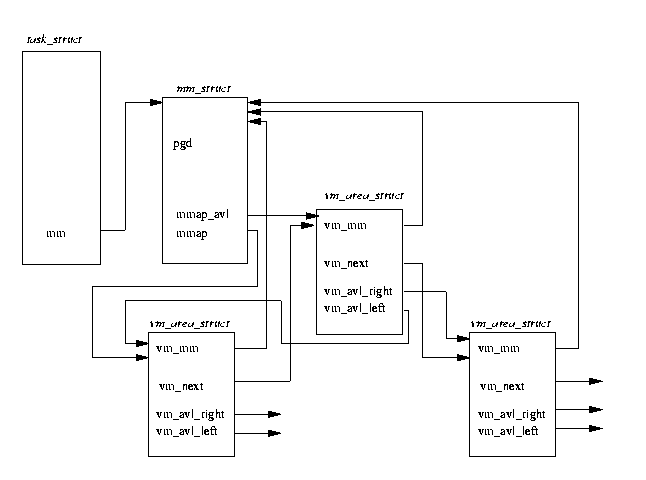 task_struct
mm_struct
pgd
mmap_avl
mmap
mm
vm_area_struct
vm_mm
vm_next
vm_avl_right
vm_avl_left
vm_area_struct
vm_mm
vm_next
vm_avl_right
vm_avl_left
vm_area_struct
vm_mm
vm_next
vm_avl_right
vm_avl_left